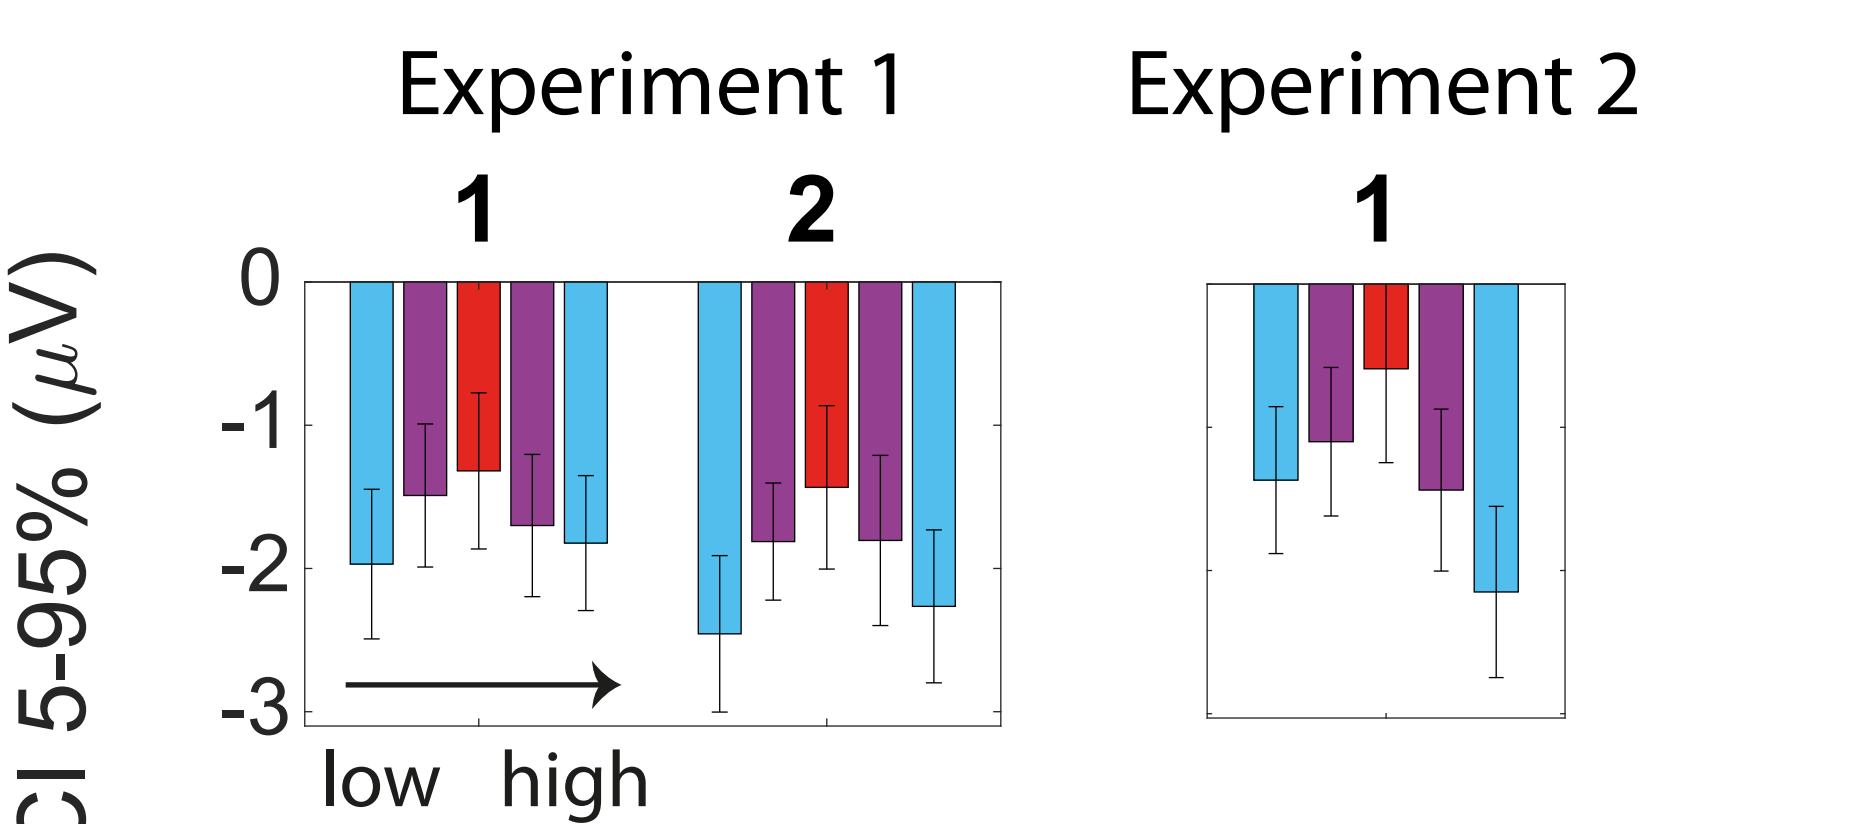 Experiment 1
Experiment 2
1
2
1
0
-1
-2
-3
CI 5-95% (μV)
low
high